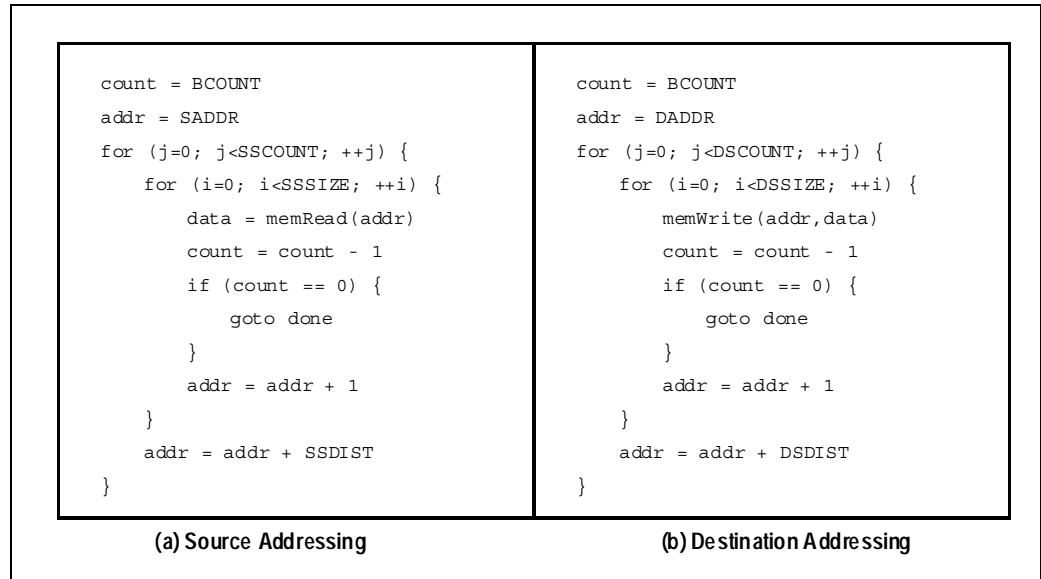 count = BCOUNT
addr = SADDR
for (j=0; j<SSCOUNT; ++j) {
for (i=0; i<SSSIZE; ++i) {
data = memRead(addr)
count = count - 1
if (count == 0) {
goto done
}
addr = addr + 1
}
addr = addr + SSDIST
}
(a) Source Addressing
count = BCOUNT
addr = DADDR
for (j=0; j<DSCOUNT; ++j) {
for (i=0; i<DSSIZE; ++i) {
memWrite(addr,data)
count = count - 1
if (count == 0) {
goto done
}
addr = addr + 1
}
addr = addr + DSDIST
}
(b) Destination Addressing